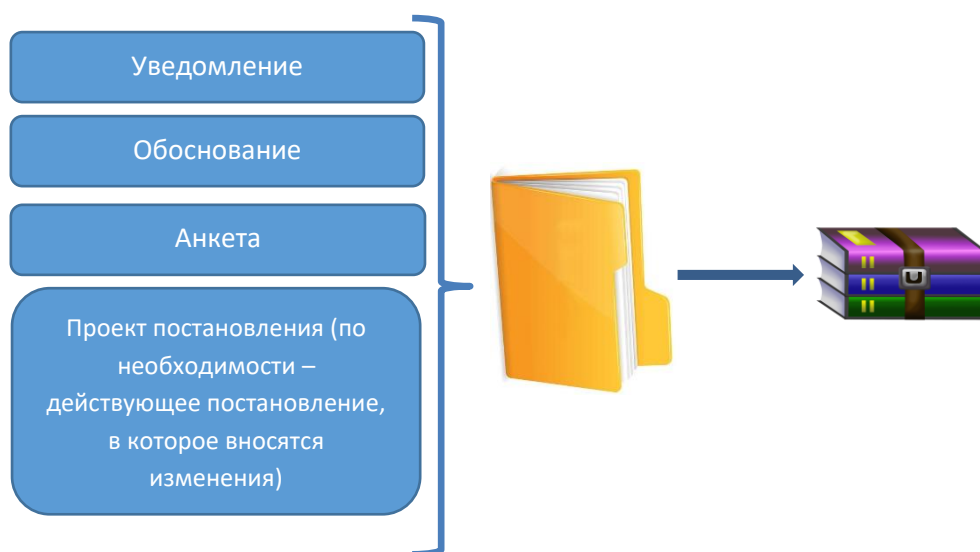 Уведомление
Обоснование
Анкета
Проект постановления (по
необходимости –
действующее постановление,
в которое вносятся
изменения)